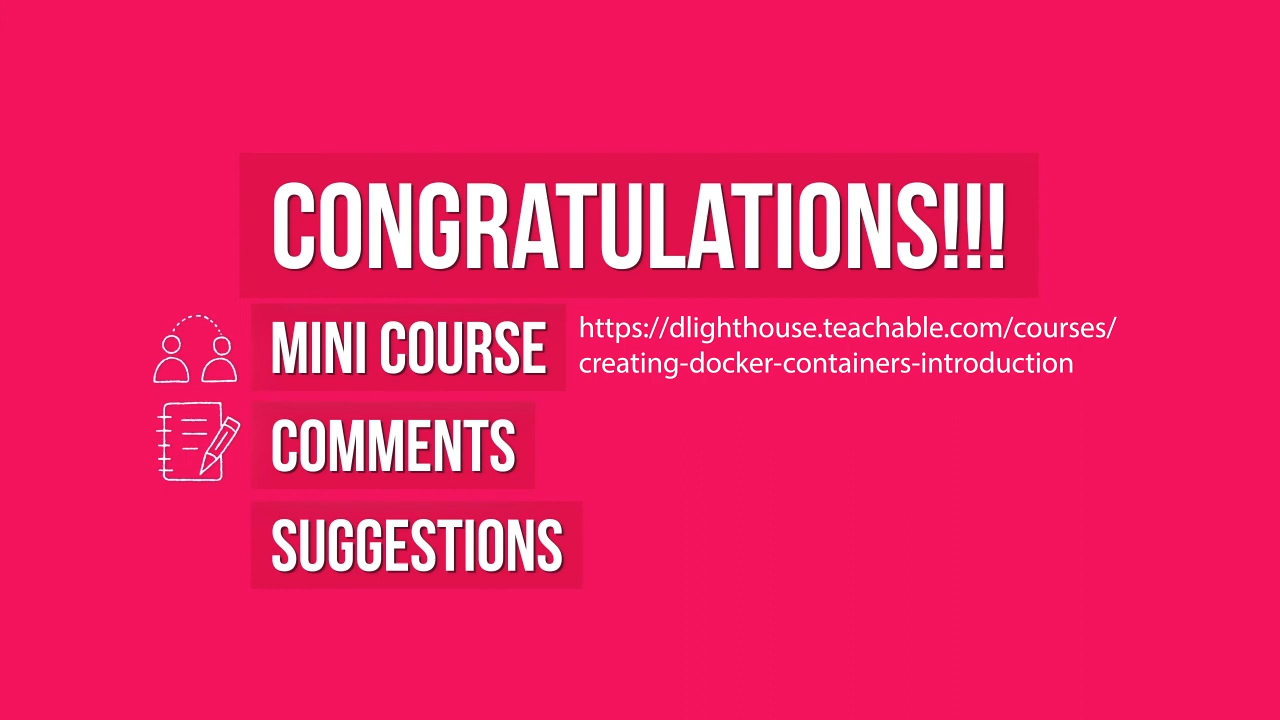 CONGRATULATIONS!!!
MINI COURSE
https://dlighthouse.teachable.com/courses/
creating-docker-containers-introduction
COMMENTS
SUGGESTIONS